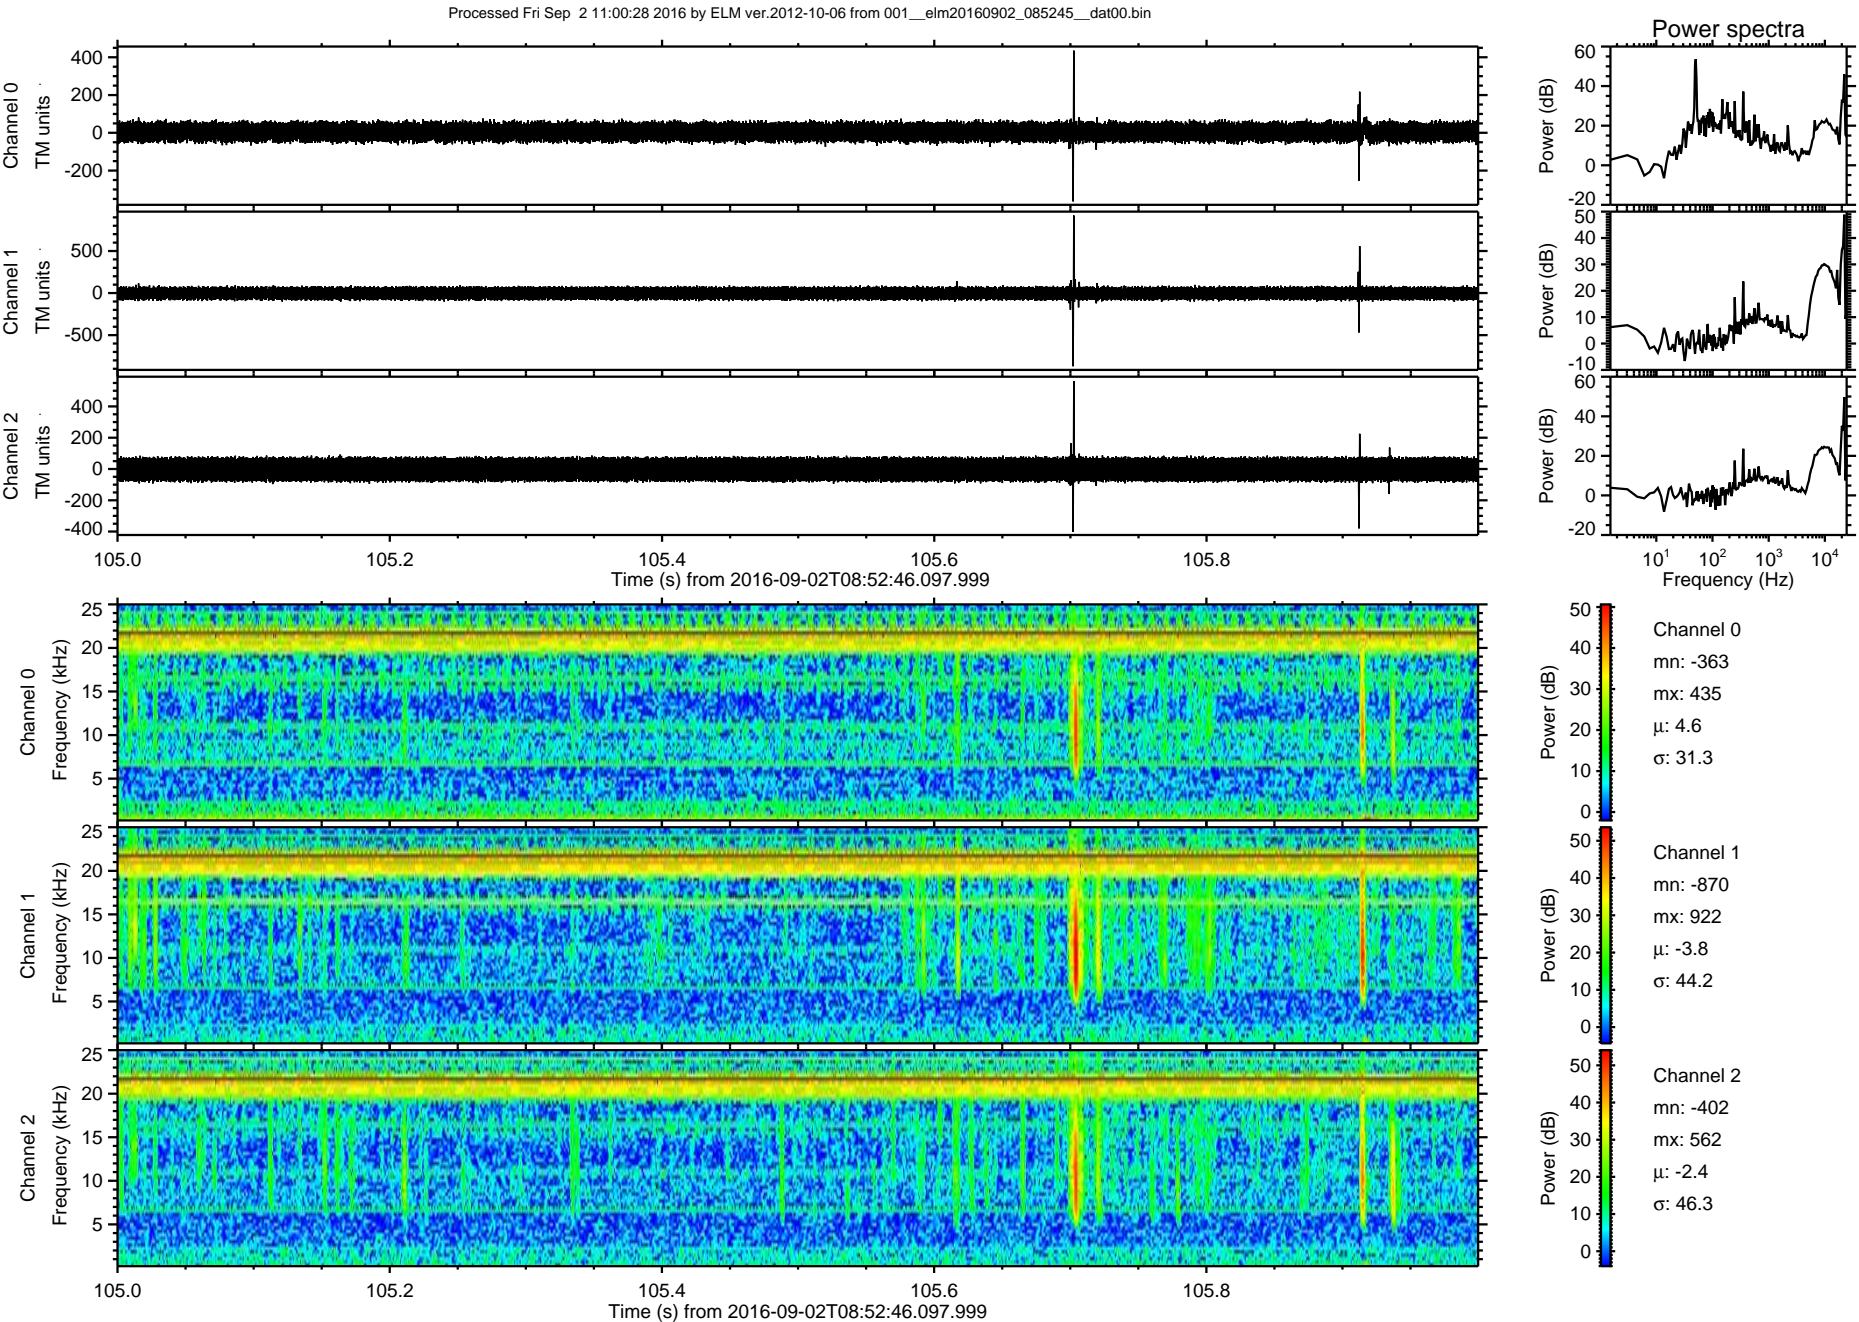 Processed Fri Sep  2 11:00:28 2016 by ELM ver.2012-10-06 from 001__elm20160902_085245__dat00.bin
Power spectra
Channel 0
TM units
400
200
0
-200
Power (dB)
60
40
20
0
-20
Channel 1
TM units
500
0
-500
Power (dB)
50
40
30
20
10
0
-10
Channel 2
TM units
400
200
0
-200
-400
Power (dB)
60
40
20
0
-20
105.0 105.2 105.4 105.6 105.8
Time (s) from 2016-09-02T08:52:46.097.999
10^1 10^2 10^3 10^4
Frequency (Hz)
Channel 0
Frequency (kHz)
25
20
15
10
5
Power (dB)
50
40
30
20
10
0
Channel 0
mn: -363
mx: 435
μ: 4.6
σ: 31.3
Channel 1
Frequency (kHz)
25
20
15
10
5
Power (dB)
50
40
30
20
10
0
Channel 1
mn: -870
mx: 922
μ: -3.8
σ: 44.2
Channel 2
Frequency (kHz)
25
20
15
10
5
Power (dB)
50
40
30
20
10
0
Channel 2
mn: -402
mx: 562
μ: -2.4
σ: 46.3
105.0 105.2 105.4 105.6 105.8
Time (s) from 2016-09-02T08:52:46.097.999